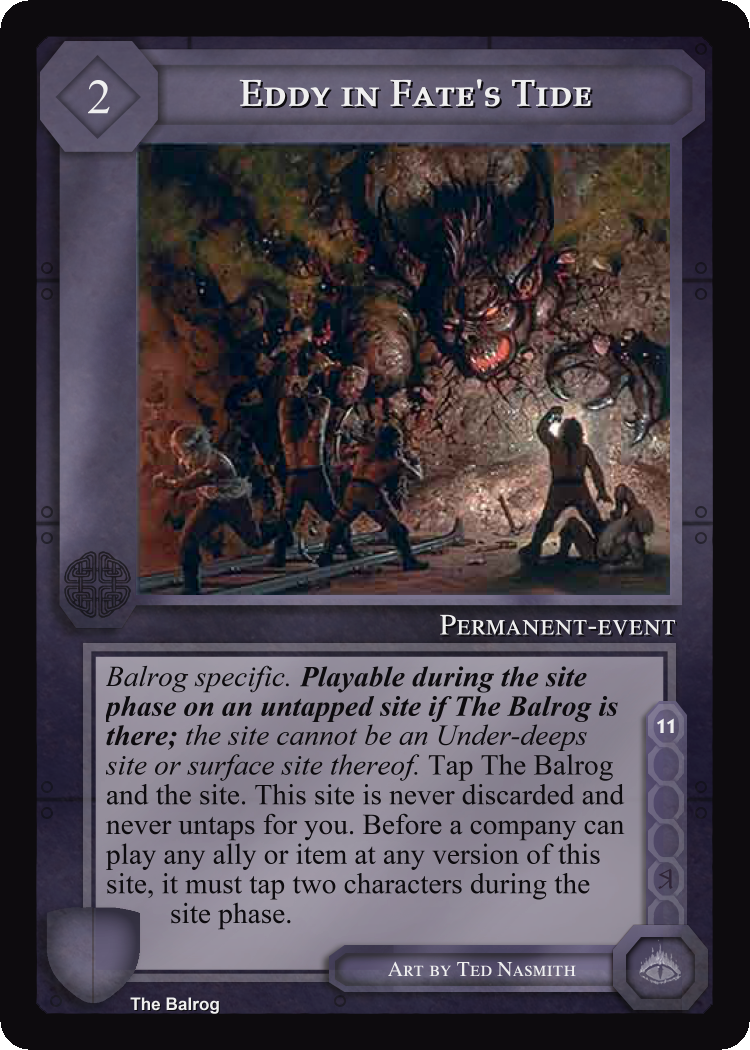 2
Eddy in Fate's Tide
Permanent-event
Balrog specific. Playable during the site
phase on an untapped site if The Balrog is
there; the site cannot be an Under-deeps
site or surface site thereof. Tap The Balrog
and the site. This site is never discarded and
never untaps for you. Before a company can
play any ally or item at any version of this
site, it must tap two characters during the
site phase.
11
Art by Ted Nasmith
The Balrog